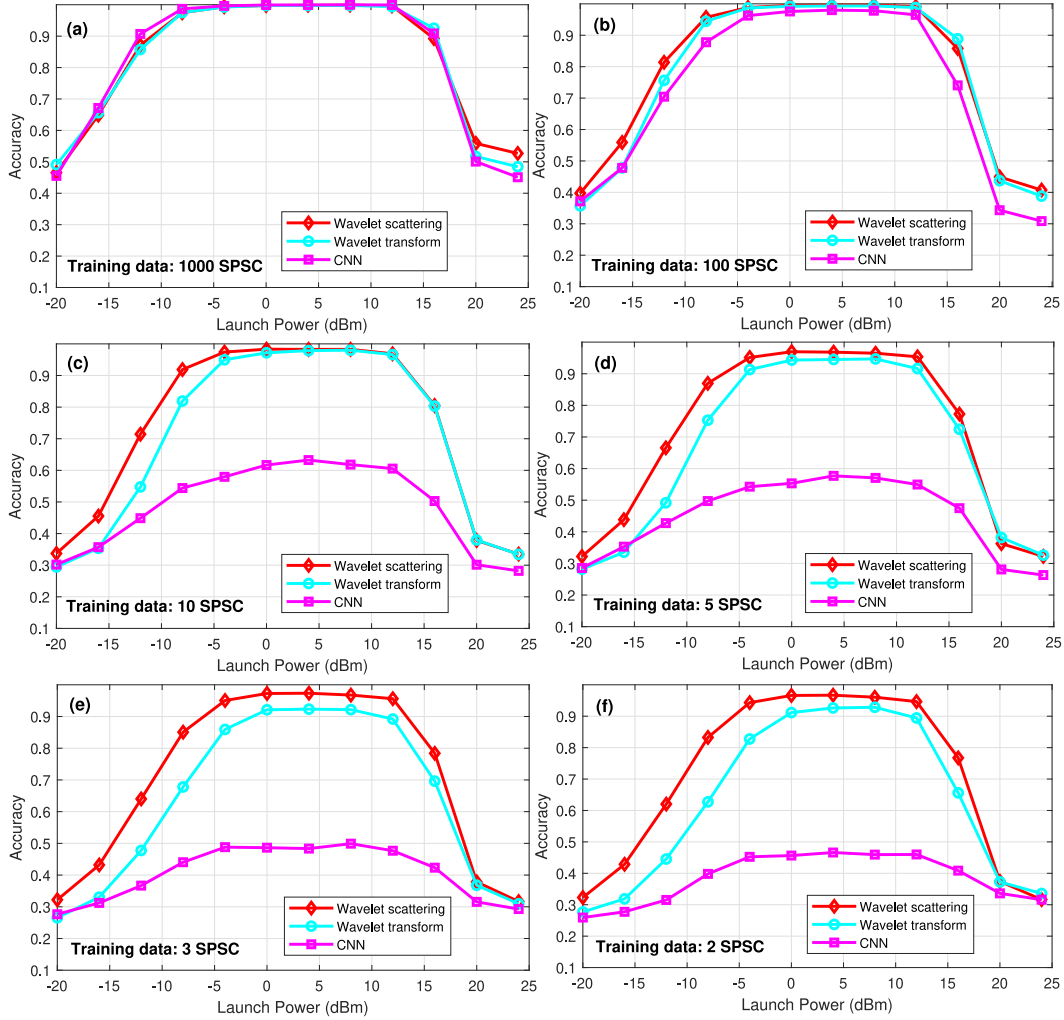 (a)
Accuracy
0.9
0.8
0.7
0.6
0.5
0.4
0.3
0.2
0.1
Wavelet scattering
Wavelet transform
CNN
Training data: 1000 SPSC
-20 -15 -10 -5 0 5 10 15 20 25
Launch Power (dBm)
(b)
Accuracy
0.9
0.8
0.7
0.6
0.5
0.4
0.3
0.2
0.1
Wavelet scattering
Wavelet transform
CNN
Training data: 100 SPSC
-20 -15 -10 -5 0 5 10 15 20 25
Launch Power (dBm)
(c)
Accuracy
0.9
0.8
0.7
0.6
0.5
0.4
0.3
0.2
0.1
Wavelet scattering
Wavelet transform
CNN
Training data: 10 SPSC
-20 -15 -10 -5 0 5 10 15 20 25
Launch Power (dBm)
(d)
Accuracy
0.9
0.8
0.7
0.6
0.5
0.4
0.3
0.2
0.1
Wavelet scattering
Wavelet transform
CNN
Training data: 5 SPSC
-20 -15 -10 -5 0 5 10 15 20 25
Launch Power (dBm)
(e)
Accuracy
0.9
0.8
0.7
0.6
0.5
0.4
0.3
0.2
0.1
Wavelet scattering
Wavelet transform
CNN
Training data: 3 SPSC
-20 -15 -10 -5 0 5 10 15 20 25
Launch Power (dBm)
(f)
Accuracy
0.9
0.8
0.7
0.6
0.5
0.4
0.3
0.2
0.1
Wavelet scattering
Wavelet transform
CNN
Training data: 2 SPSC
-20 -15 -10 -5 0 5 10 15 20 25
Launch Power (dBm)